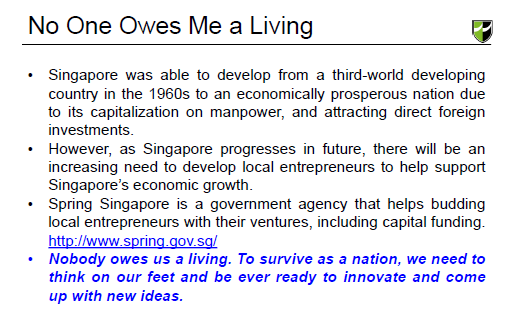 No One Owes Me a Living
• Singapore was able to develop from a third-world developing
country in the 1960s to an economically prosperous nation due
to its capitalization on manpower, and attracting direct foreign
investments.
• However, as Singapore progresses in future, there will be an
increasing need to develop local entrepreneurs to help support
Singapore's economic growth.
• Spring Singapore is a government agency that helps budding
local entrepreneurs with their ventures, including capital funding.
http://www.spring.gov.sg/
• Nobody owes us a living. To survive as a nation, we need to
think on our feet and be ever ready to innovate and come
up with new ideas.